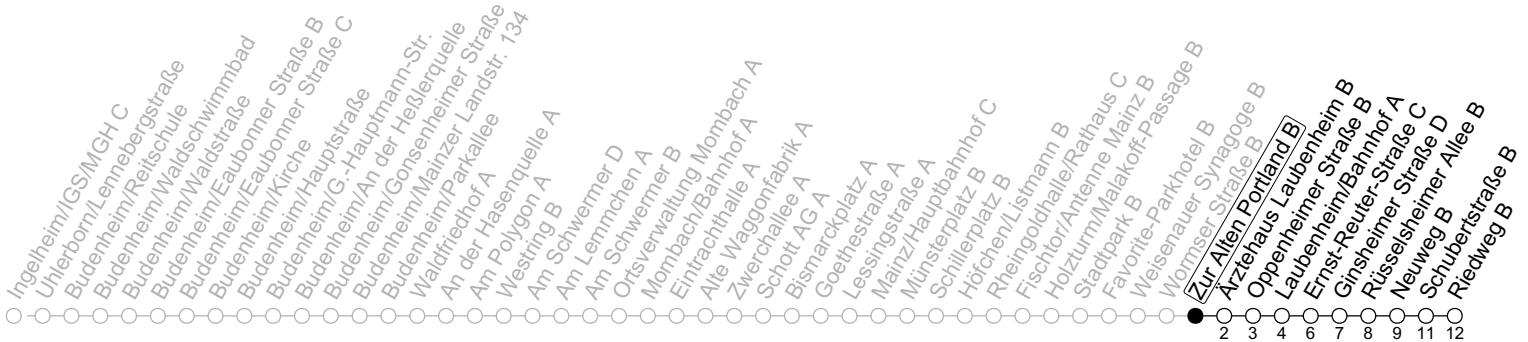 Ingelheim/IGS/MGH C
Uhlerborn/Lennebergstraße
Budenheim/Reitschule
Budenheim/Waldschwimmbad
Budenheim/Waldstraße
Budenheim/Eaubonner Straße B
Budenheim/Eaubonner Straße C
Budenheim/Kirche
Budenheim/Hauptstraße
Budenheim/G.-Hauptmann-Str.
Budenheim/An der Heßlerquelle
Budenheim/Gonsenheimer Straße
Budenheim/Mainzer Landstr. 134
Budenheim/Parkallee
Waldfriedhof A
An der Hasenquelle A
Am Polygon A
Westring B
Am Schwermer D
Am Lemmchen A
Am Schwermer B
Ortsverwaltung Mombach A
Mombach/Bahnhof A
Eintrachthalle A
Alte Waggonfabrik A
Zwerchallee A
Schott AG A
Bismarckplatz A
Goethestraße A
Lessingstraße A
Mainz/Hauptbahnhof C
Münsterplatz B
Schillerplatz B
Höfchen/Listmann B
Rheingoldhalle/Rathaus C
Fischtor/Antenne Mainz B
Holzturm/Malakoff-Passage B
Stadtpark B
Favorite-Parkhotel B
Weisenauer Synagoge B
Wormser Straße B
Zur Alten Portland B
Ärztehaus Laubenheim B
Oppenheimer Straße B
Laubenheim/Bahnhof A
Ernst-Reuter-Straße C
Ginsheimer Straße D
Rüsselsheimer Allee B
Neuweg B
Schubertstraße B
Riedweg B
2 3 4 6 7 8 9 11 12